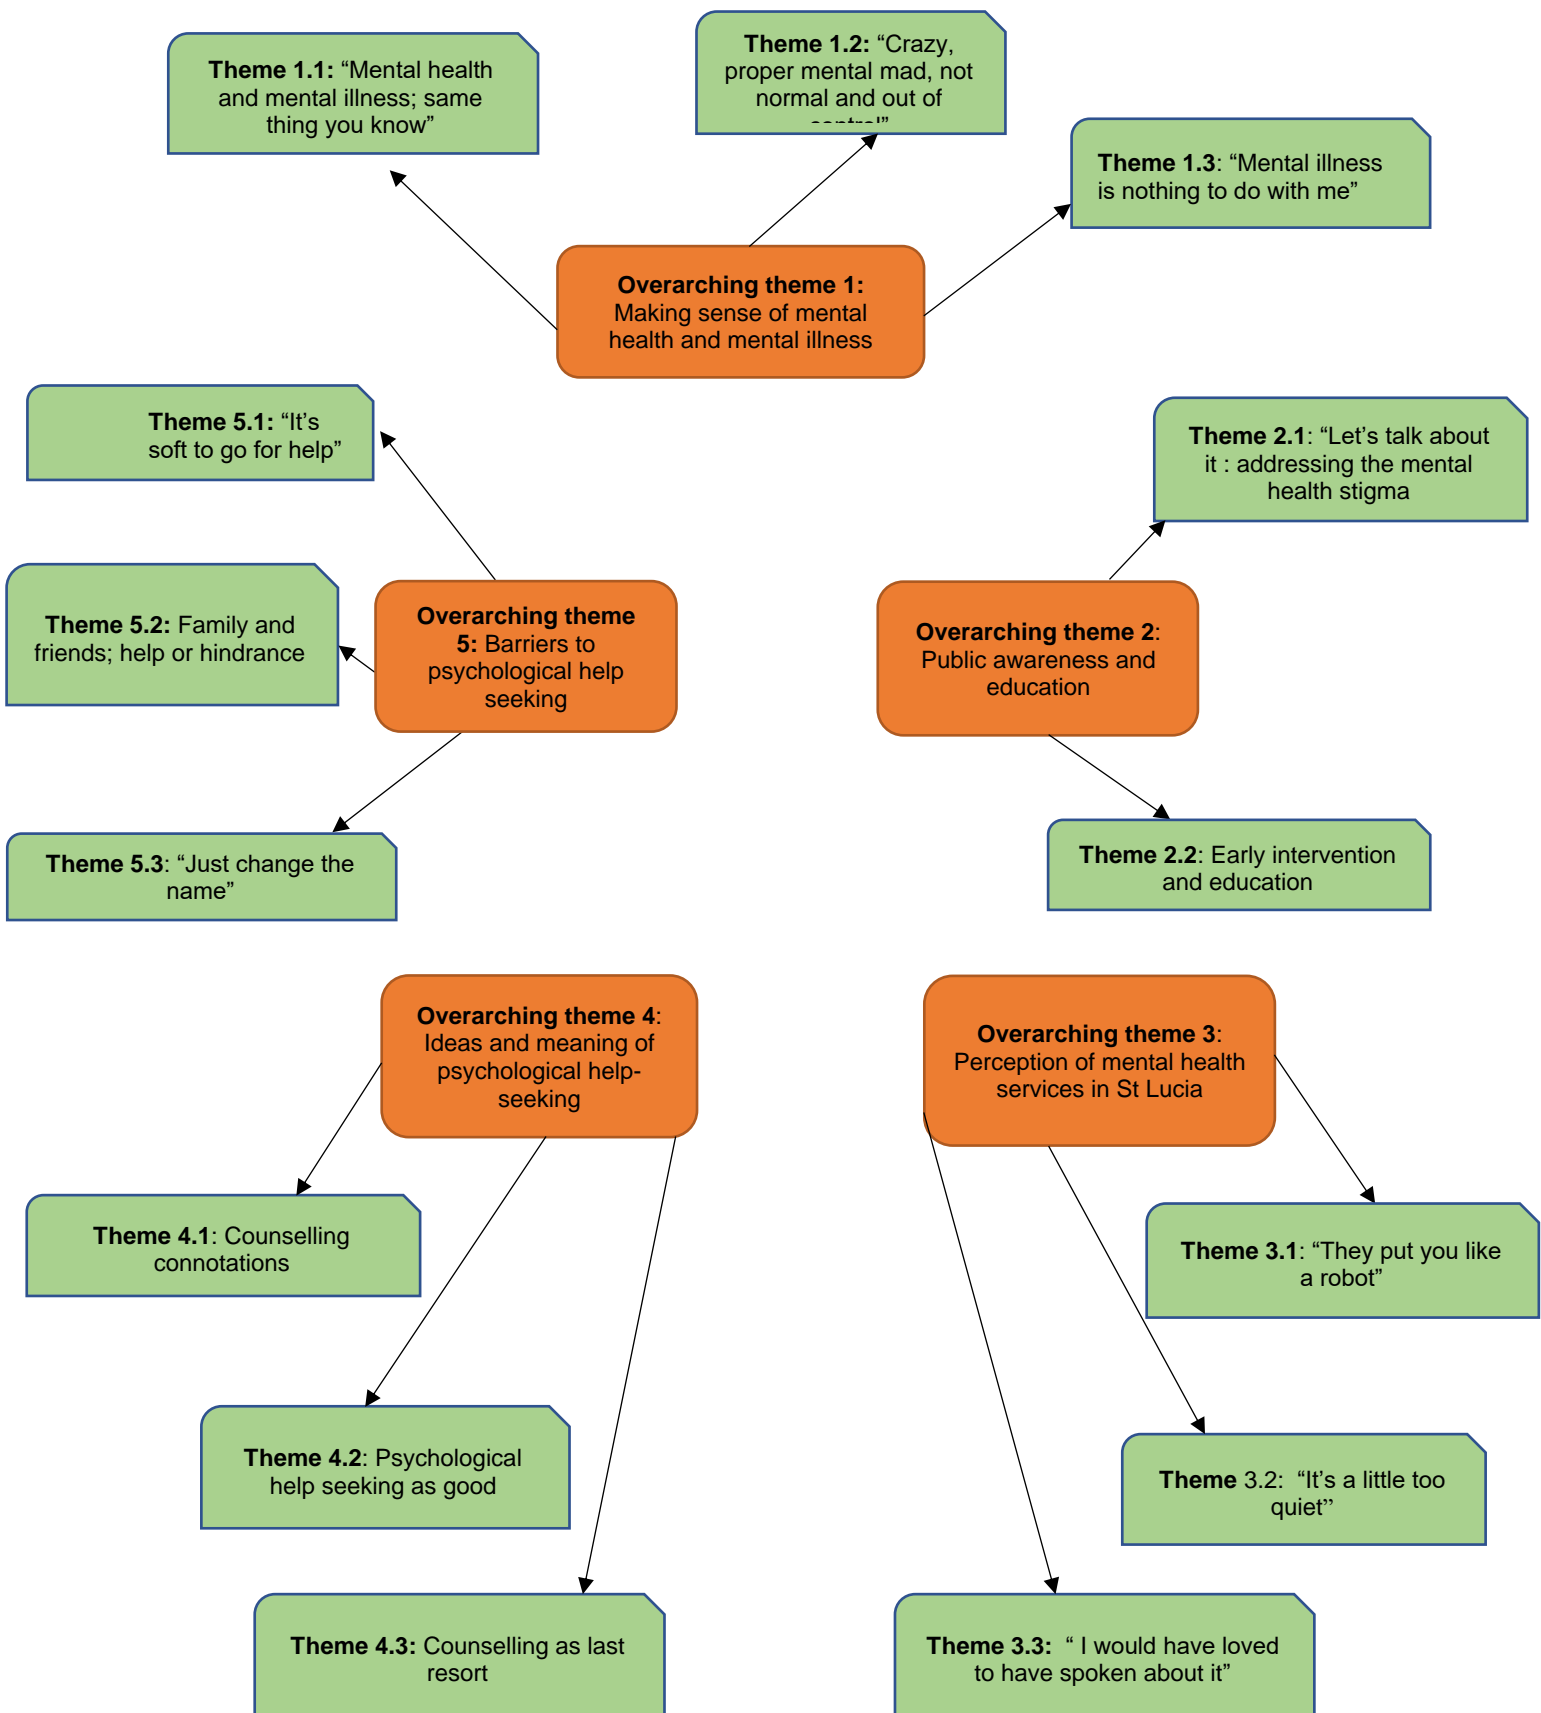 Theme 1.1: “Mental health
and mental illness; same
thing you know”
Theme 1.2: “Crazy,
proper mental mad, not
normal and out of
control”
Theme 1.3: “Mental illness
is nothing to do with me”
Overarching theme 1:
Making sense of mental
health and mental illness
Theme 5.1: “It’s
soft to go for help”
Theme 2.1: “Let’s talk about
it : addressing the mental
health stigma
Theme 5.2: Family and
friends; help or hindrance
Overarching theme
5: Barriers to
psychological help
seeking
Overarching theme 2:
Public awareness and
education
Theme 5.3: “Just change the
name”
Theme 2.2: Early intervention
and education
Overarching theme 4:
Ideas and meaning of
psychological help-
seeking
Overarching theme 3:
Perception of mental health
services in St Lucia
Theme 4.1: Counselling
connotations
Theme 3.1: “They put you like
a robot”
Theme 4.2: Psychological
help seeking as good
Theme 3.2:  “It’s a little too
quiet”
Theme 4.3: Counselling as last
resort
Theme 3.3:  “ I would have loved
to have spoken about it”